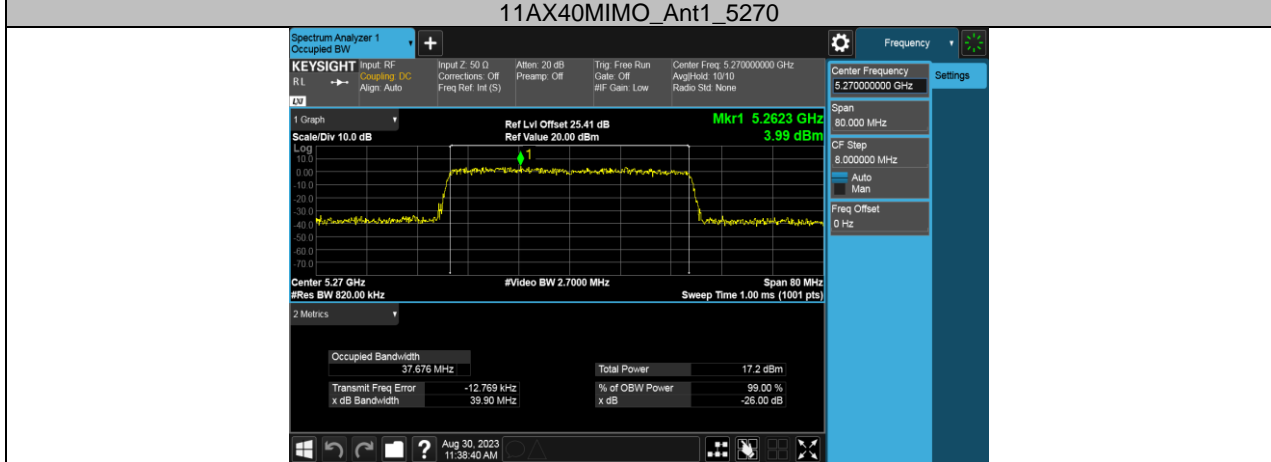 11AX40MIMO_Ant1_5270
Spectrum Analyzer 1
Occupied BW
+
Frequency
KEYSIGHT
RL
LXI
Input: RF
Coupling: DC
Align: Auto
Input Z: 50 Ω
Corrections: Off
Freq Ref: Int (S)
Atten: 20 dB
Preamp: Off
Trig: Free Run
Gate: Off
#IF Gain: Low
Center Freq: 5.270000000 GHz
Avg|Hold: 10/10
Radio Std: None
Center Frequency
5.270000000 GHz
Settings
Span
80.000 MHz
CF Step
8.000000 MHz
Auto
Man
Freq Offset
0 Hz
1 Graph
Scale/Div 10.0 dB
Ref Lvl Offset 25.41 dB
Ref Value 20.00 dBm
Mkr1 5.2623 GHz
3.99 dBm
Log
1
10.0
0.00
-10.0
-20.0
-30.0
-40.0
-50.0
-60.0
-70.0
Center 5.27 GHz
#Res BW 820.00 kHz
#Video BW 2.7000 MHz
Span 80 MHz
Sweep Time 1.00 ms (1001 pts)
2 Metrics
Occupied Bandwidth
37.676 MHz
Total Power 17.2 dBm
Transmit Freq Error -12.769 kHz
% of OBW Power 99.00 %
x dB Bandwidth 39.90 MHz
x dB -26.00 dB
?
Aug 30, 2023
11:38:40 AM